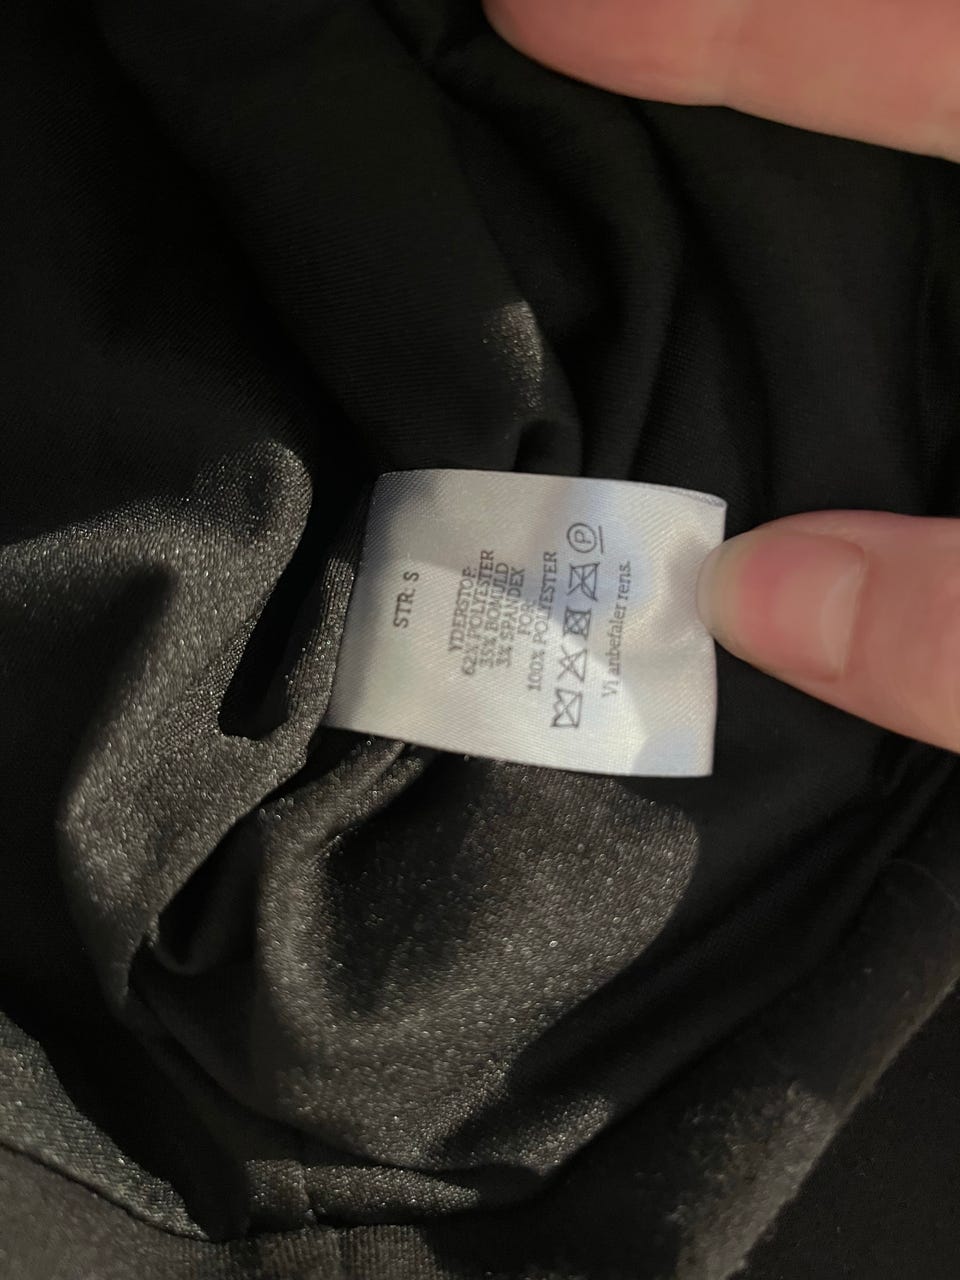 STR: S
YDERSTOF:
62% POLYESTER
35% BOMULD
3% SPANDEX
FOR:
100% POLYESTER
P
Vi anbefaler rens.